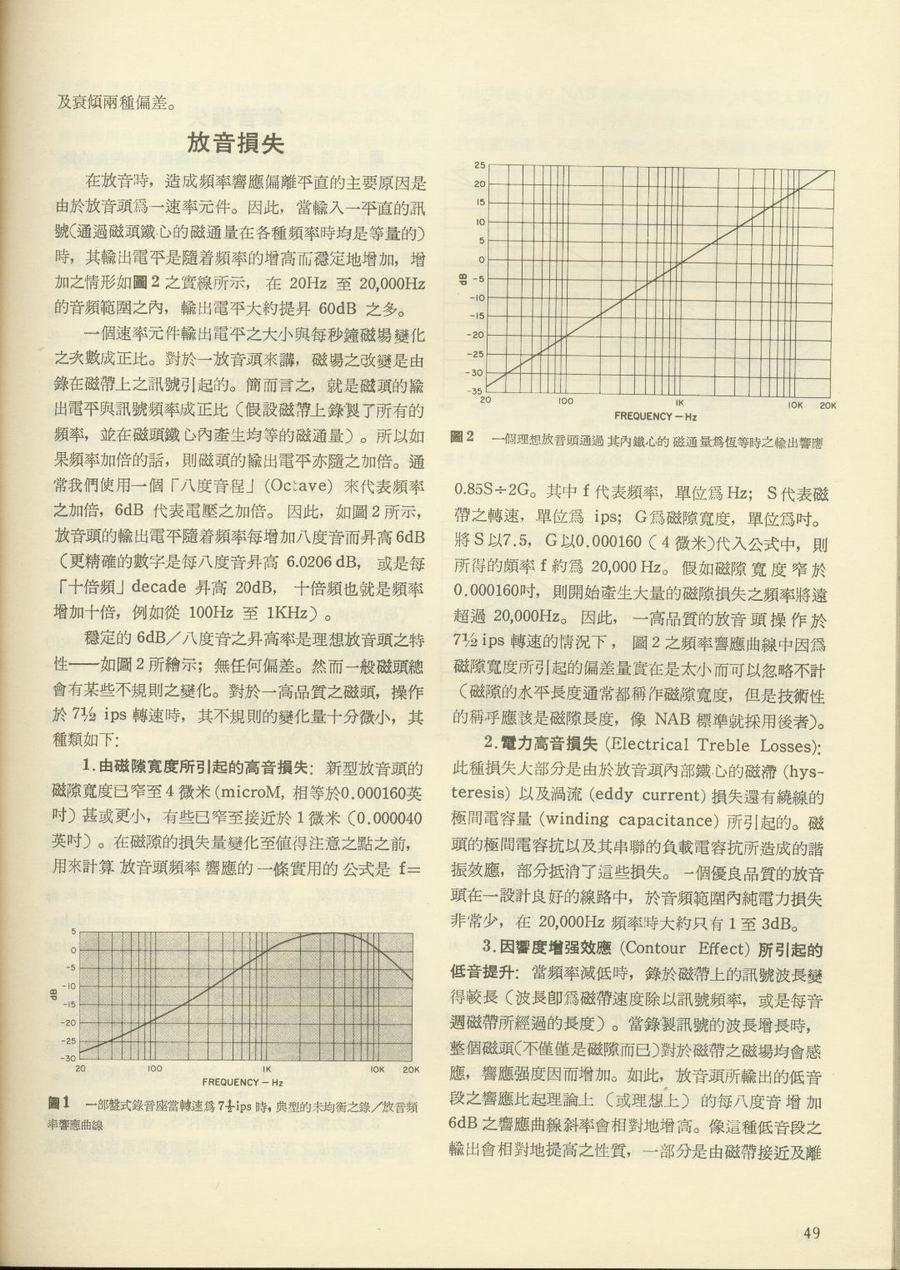 及衰傾兩種偏差。
放音損失
在放音時，造成頻率響應偏離平直的主要原因是
由於放音頭爲一速率元件。因此，當輸入一平直的訊
號(通過磁頭鐵心的磁通量在各種頻率時均是等量的)
時，其輸出電平是隨着頻率的增高而穩定地增加，增
加之情形如圖2之實線所示，在 20Hz 至 20,000Hz
的音頻範圍之內，輸出電平大約提昇 60dB 之多。
一個速率元件輸出電平之大小與每秒鐘磁場變化
之次數成正比。對於一放音頭來講，磁場之改變是由
錄在磁帶上之訊號引起的。簡而言之，就是磁頭的輸
出電平與訊號頻率成正比（假設磁帶上錄製了所有的
頻率，並在磁頭鐵心內產生均等的磁通量）。所以如
果頻率加倍的話，則磁頭的輸出電平亦隨之加倍。通
常我們使用一個「八度音程」(Octave) 來代表頻率
之加倍，6dB 代表電壓之加倍。因此，如圖2所示，
放音頭的輸出電平隨着頻率每增加八度音而昇高6dB
（更精確的數字是每八度音昇高 6.0206 dB，或是每
「十倍頻」decade 昇高 20dB，十倍頻也就是頻率
增加十倍，例如從 100Hz 至 1KHz）。
穩定的 6dB／八度音之昇高率是理想放音頭之特
性——如圖2所繪示；無任何偏差。然而一般磁頭總
會有某些不規則之變化。對於一高品質之磁頭，操作
於 7½ ips 轉速時，其不規則的變化量十分微小，其
種類如下：
1.由磁隙寬度所引起的高音損失：新型放音頭的
磁隙寬度已窄至4微米(microM, 相等於0.000160英
吋）甚或更小，有些已窄至接近於1微米（0.000040
英吋）。在磁隙的損失量變化至值得注意之點之前，
用來計算放音頭頻率響應的一條實用的公式是 f=
5
0
-5
-10
-15
-20
-25
-30
dB
20 100 1K 10K 20K
FREQUENCY – Hz
圖1 一部盤式錄音座當轉速爲 7½ips 時，典型的未均衡之錄／放音頻
率響應曲線
25
20
15
10
5
0
-5
-10
-15
-20
-25
-30
-35
dB
20 100 1K 10K 20K
FREQUENCY – Hz
圖2 一個理想放音頭通過其內鐵心的磁通量爲恆等時之輸出響應
0.85S÷2G。其中 f 代表頻率，單位爲Hz；S代表磁
帶之轉速，單位爲 ips；G爲磁隙寬度，單位爲吋。
將S以7.5，G以0.000160（4微米)代入公式中，則
所得的頻率 f 約爲 20,000 Hz。假如磁隙寬度窄於
0.000160吋，則開始產生大量的磁隙損失之頻率將遠
超過 20,000Hz。因此，一高品質的放音頭操作於
7½ ips 轉速的情況下，圖2之頻率響應曲線中因爲
磁隙寬度所引起的偏差量實在是太小而可以忽略不計
（磁隙的水平長度通常都稱作磁隙寬度，但是技術性
的稱呼應該是磁隙長度，像 NAB 標準就採用後者)。
2.電力高音損失 (Electrical Treble Losses)：
此種損失大部分是由於放音頭內部鐵心的磁滯 (hys-
teresis) 以及渦流 (eddy current) 損失還有繞線的
極間電容量 (winding capacitance) 所引起的。磁
頭的極間電容抗以及其串聯的負載電容抗所造成的諧
振效應，部分抵消了這些損失。一個優良品質的放音
頭在一設計良好的線路中，於音頻範圍內純電力損失
非常少，在 20,000Hz 頻率時大約只有1至3dB。
3.因響度增强效應 (Contour Effect) 所引起的
低音提升：當頻率減低時，錄於磁帶上的訊號波長變
得較長（波長卽爲磁帶速度除以訊號頻率，或是每音
週磁帶所經過的長度）。當錄製訊號的波長增長時，
整個磁頭(不僅僅是磁隙而已)對於磁帶之磁場均會感
應，響應强度因而增加。如此，放音頭所輸出的低音
段之響應比起理論上（或理想上）的每八度音增加
6dB之響應曲線斜率會相對地增高。像這種低音段之
輸出會相對地提高之性質，一部分是由磁帶接近及離
49